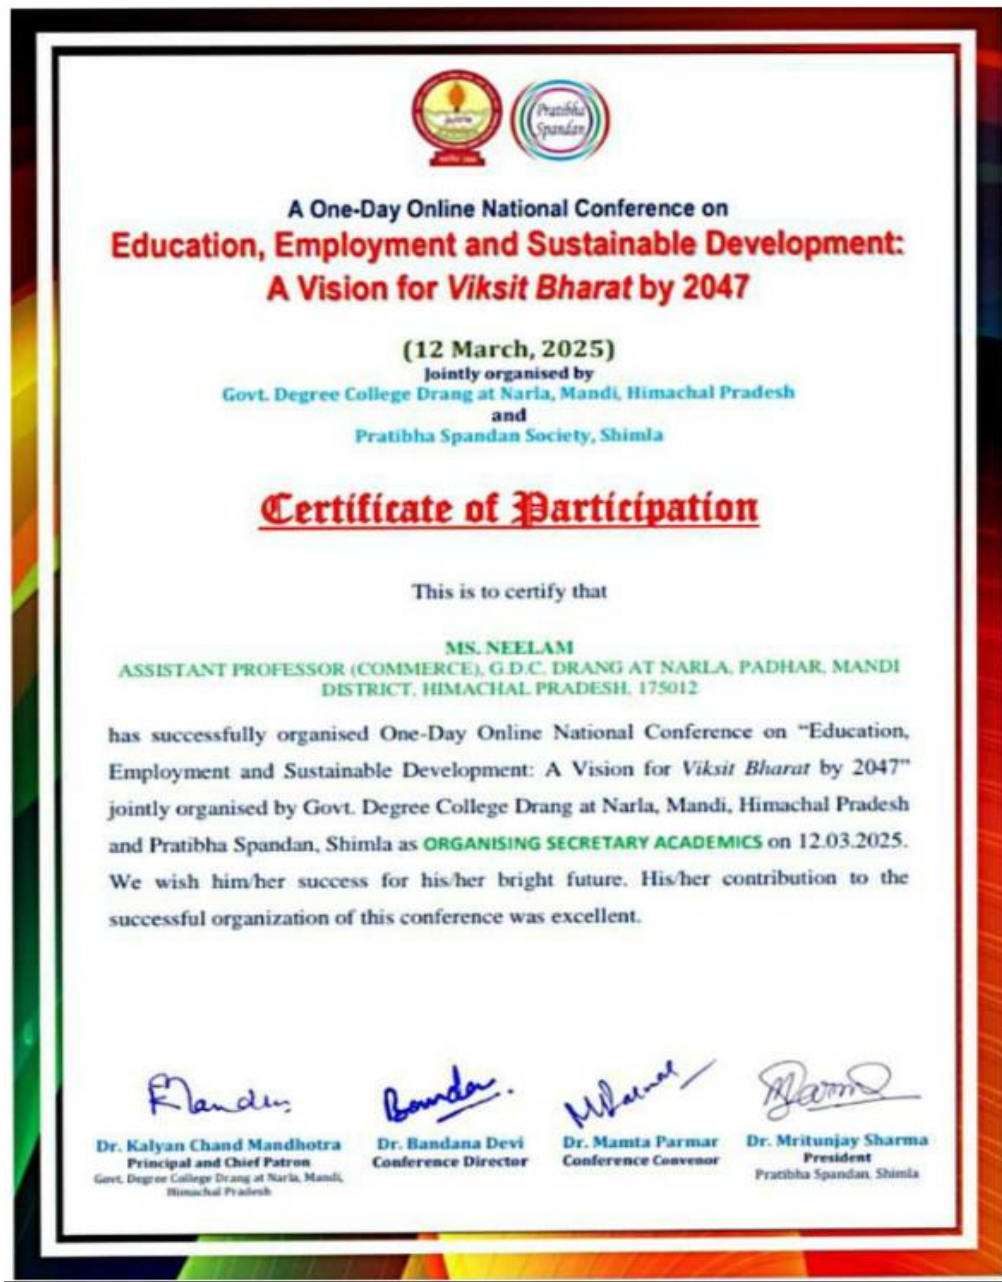 Pratibha
Spandan
A One-Day Online National Conference on
Education, Employment and Sustainable Development:
A Vision for Viksit Bharat by 2047
(12 March, 2025)
Jointly organised by
Govt. Degree College Drang at Narla, Mandi, Himachal Pradesh
and
Pratibha Spandan Society, Shimla
Certificate of Participation
This is to certify that
MS. NEELAM
ASSISTANT PROFESSOR (COMMERCE), G.D.C. DRANG AT NARLA, PADHAR, MANDI
DISTRICT, HIMACHAL PRADESH, 175012
has successfully organised One-Day Online National Conference on “Education,
Employment and Sustainable Development: A Vision for Viksit Bharat by 2047”
jointly organised by Govt. Degree College Drang at Narla, Mandi, Himachal Pradesh
and Pratibha Spandan, Shimla as ORGANISING SECRETARY ACADEMICS on 12.03.2025.
We wish him/her success for his/her bright future. His/her contribution to the
successful organization of this conference was excellent.
Dr. Kalyan Chand Mandhotra
Principal and Chief Patron
Govt. Degree College Drang at Narla, Mandi,
Himachal Pradesh
Dr. Bandana Devi
Conference Director
Dr. Mamta Parmar
Conference Convenor
Dr. Mritunjay Sharma
President
Pratibha Spandan, Shimla